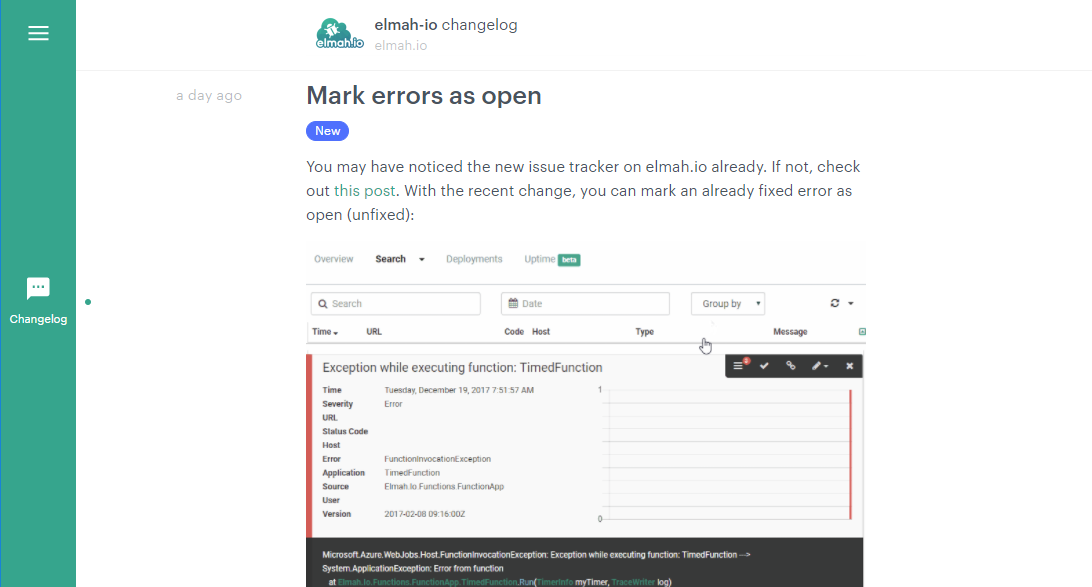 elmah.io
elmah-io changelog
elmah.io
a day ago
Mark errors as open
New
You may have noticed the new issue tracker on elmah.io already. If not, check
out this post. With the recent change, you can mark an already fixed error as
open (unfixed):
Changelog
Overview Search Deployments Uptime beta
Search Date Group by
Time URL Code Host Type Message
Exception while executing function: TimedFunction
Time Tuesday, December 19, 2017 7:51:57 AM
Severity Error
URL
Status Code
Host
Error FunctionInvocationException
Application TimedFunction
Source Elmah.Io.Functions.FunctionApp
User
Version 2017-02-08 09:16:00Z
1
0
Microsoft.Azure.WebJobs.Host.FunctionInvocationException: Exception while executing function: TimedFunction --->
System.ApplicationException: Error from function
at Elmah.Io.Functions.FunctionApp.TimedFunction.Run(TimerInfo myTimer, TraceWriter log)